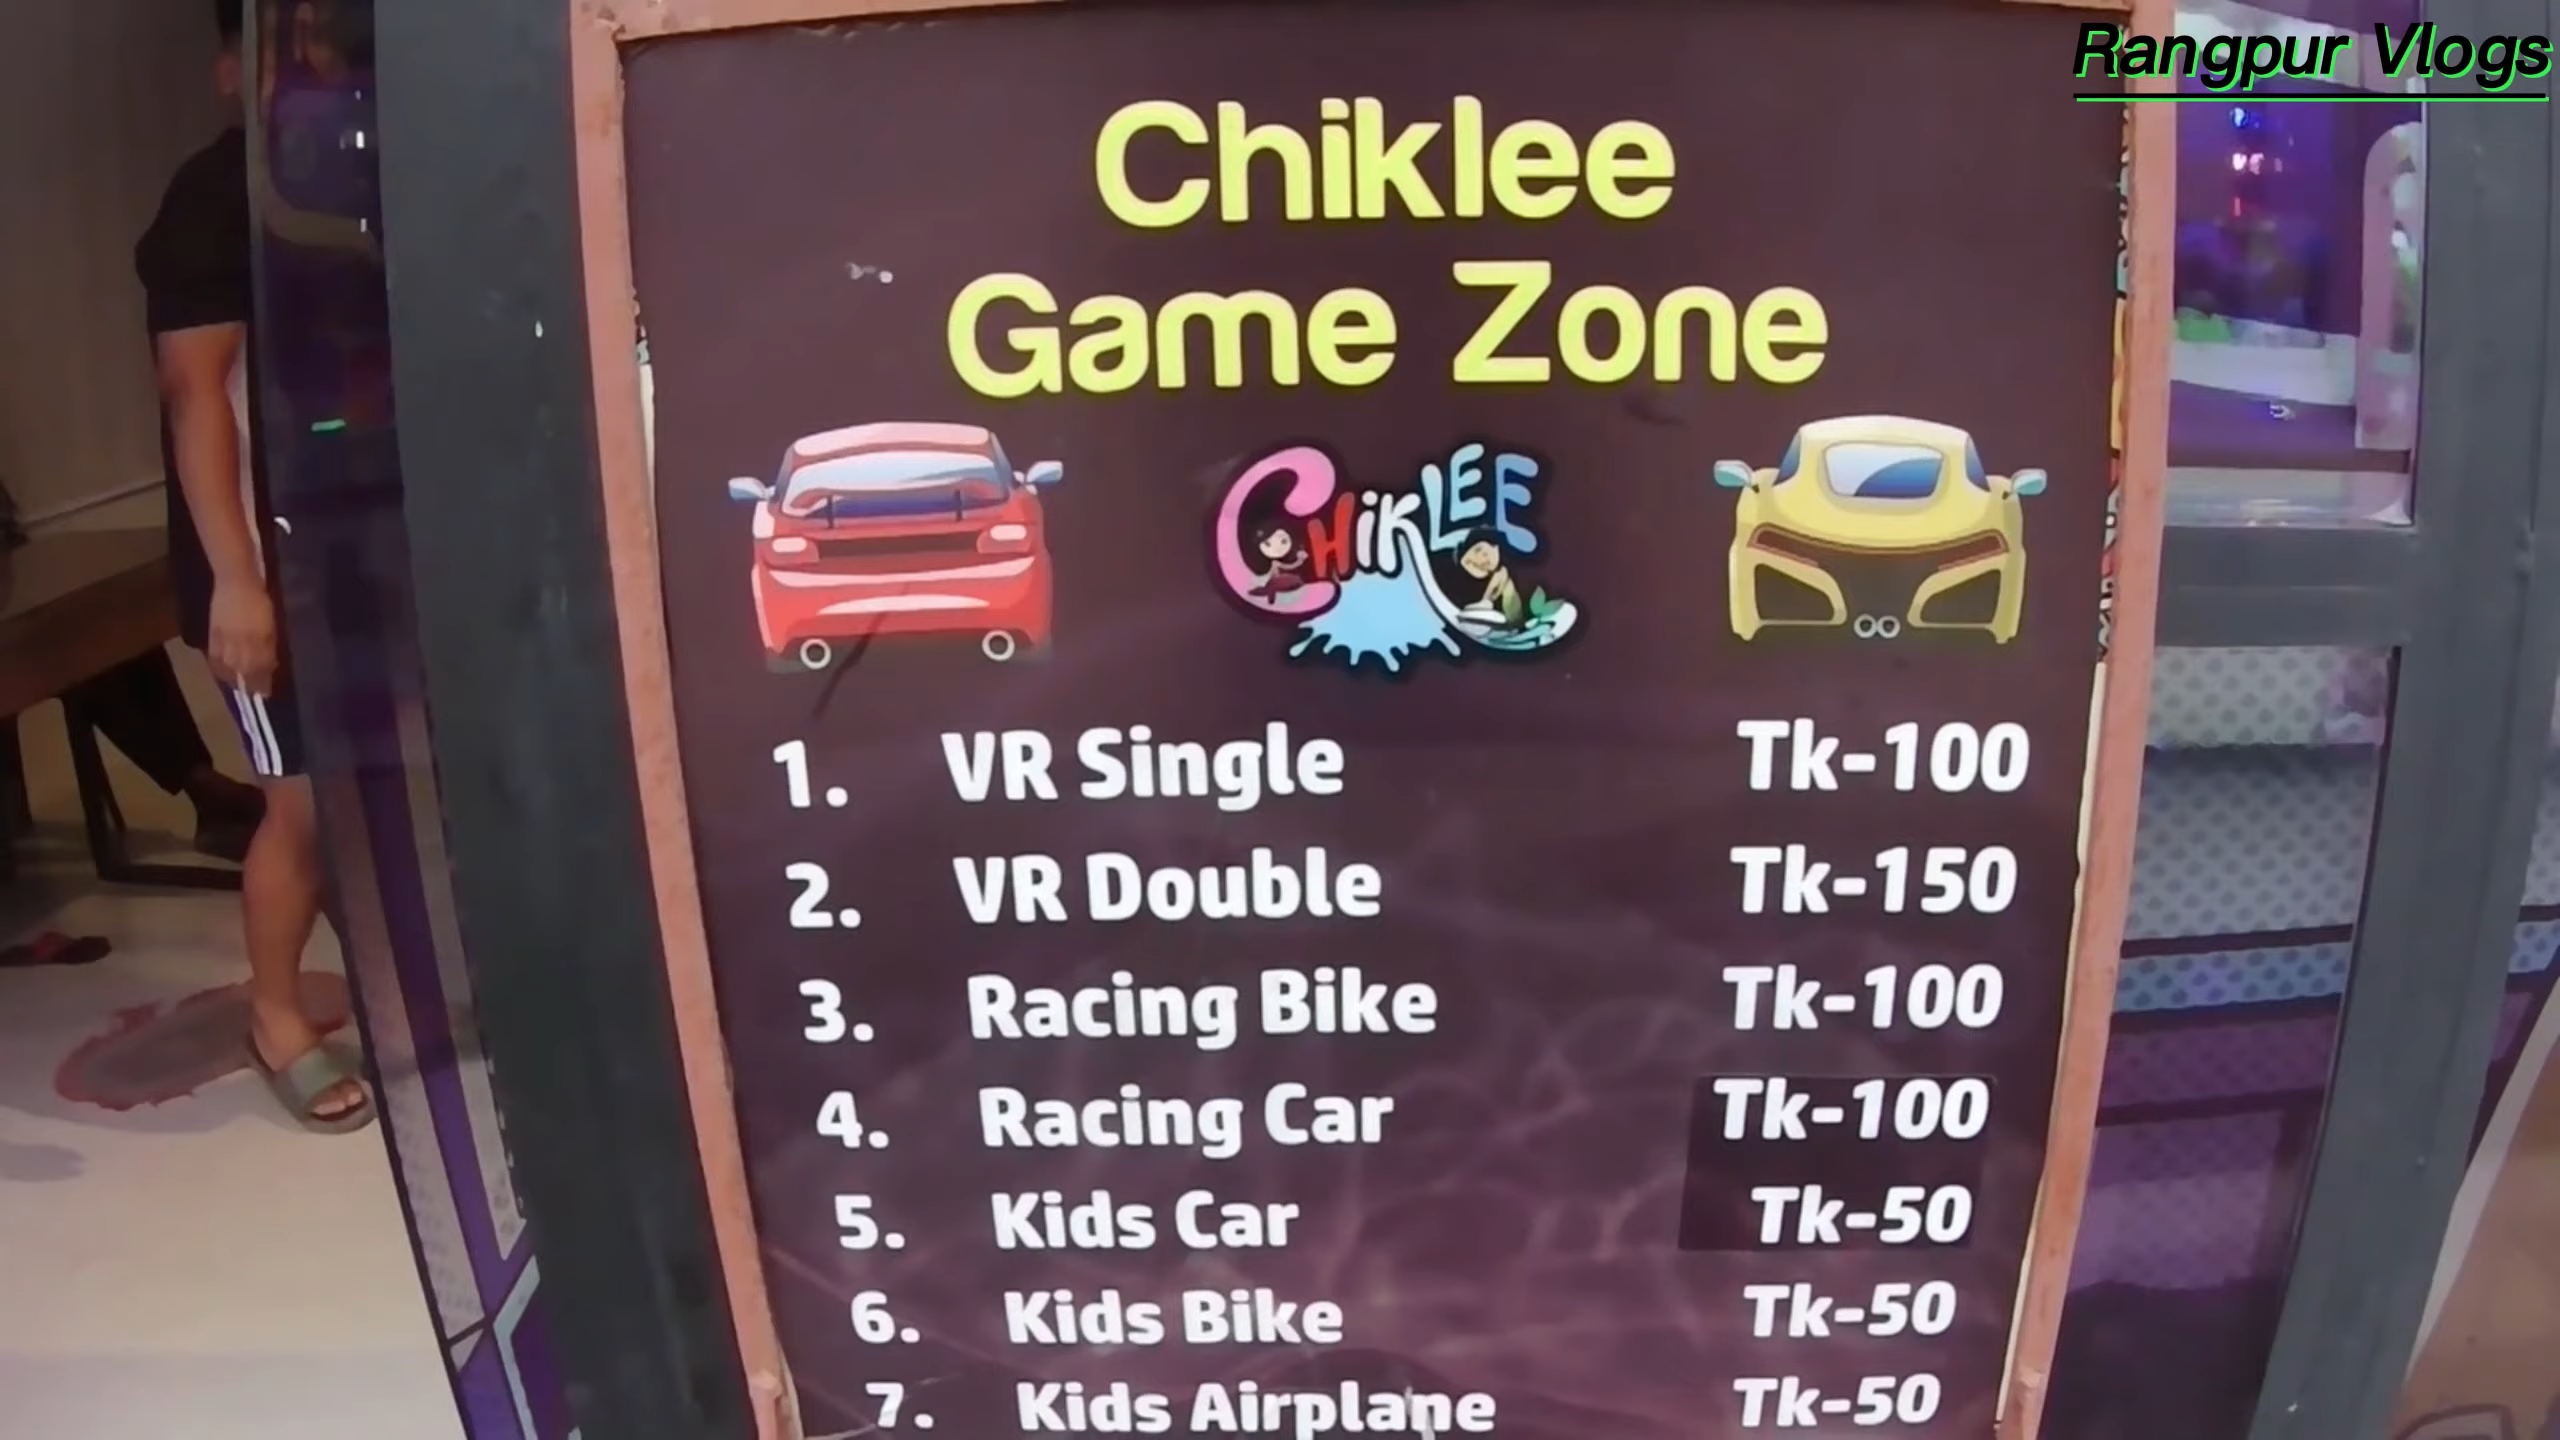 Rangpur Vlogs
Chiklee
Game Zone
CHiKLEE
1. VR Single Tk-100
2. VR Double Tk-150
3. Racing Bike Tk-100
4. Racing Car Tk-100
5. Kids Car Tk-50
6. Kids Bike Tk-50
7. Kids Airplane Tk-50